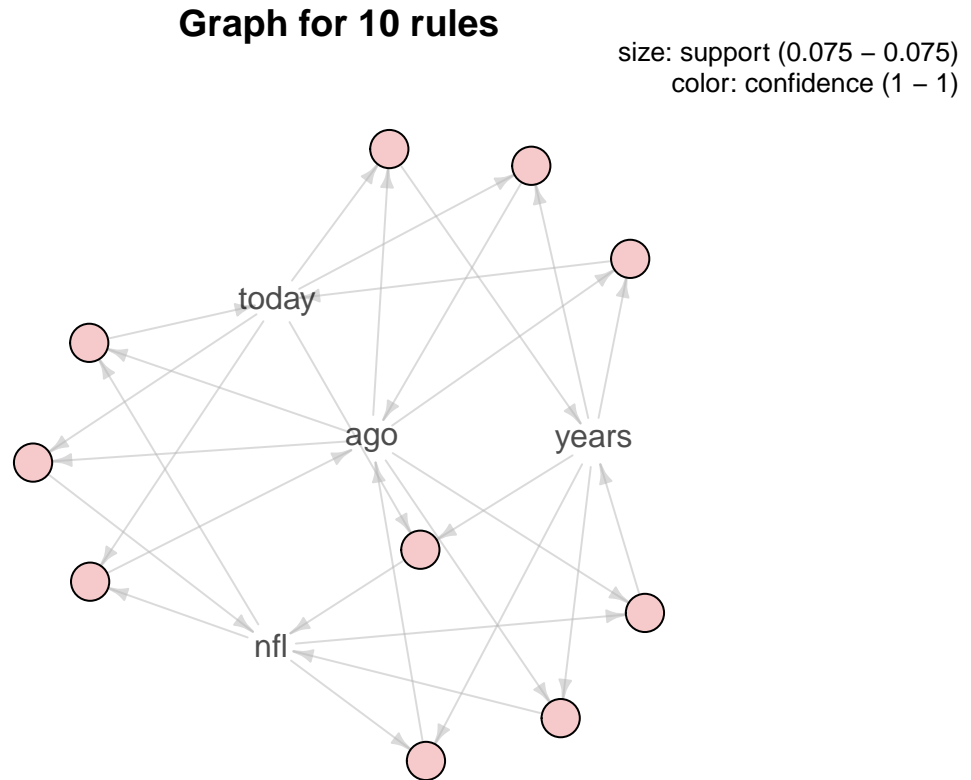 Graph for 10 rules
size: support (0.075 – 0.075)
color: confidence (1 – 1)
today
ago
years
nfl